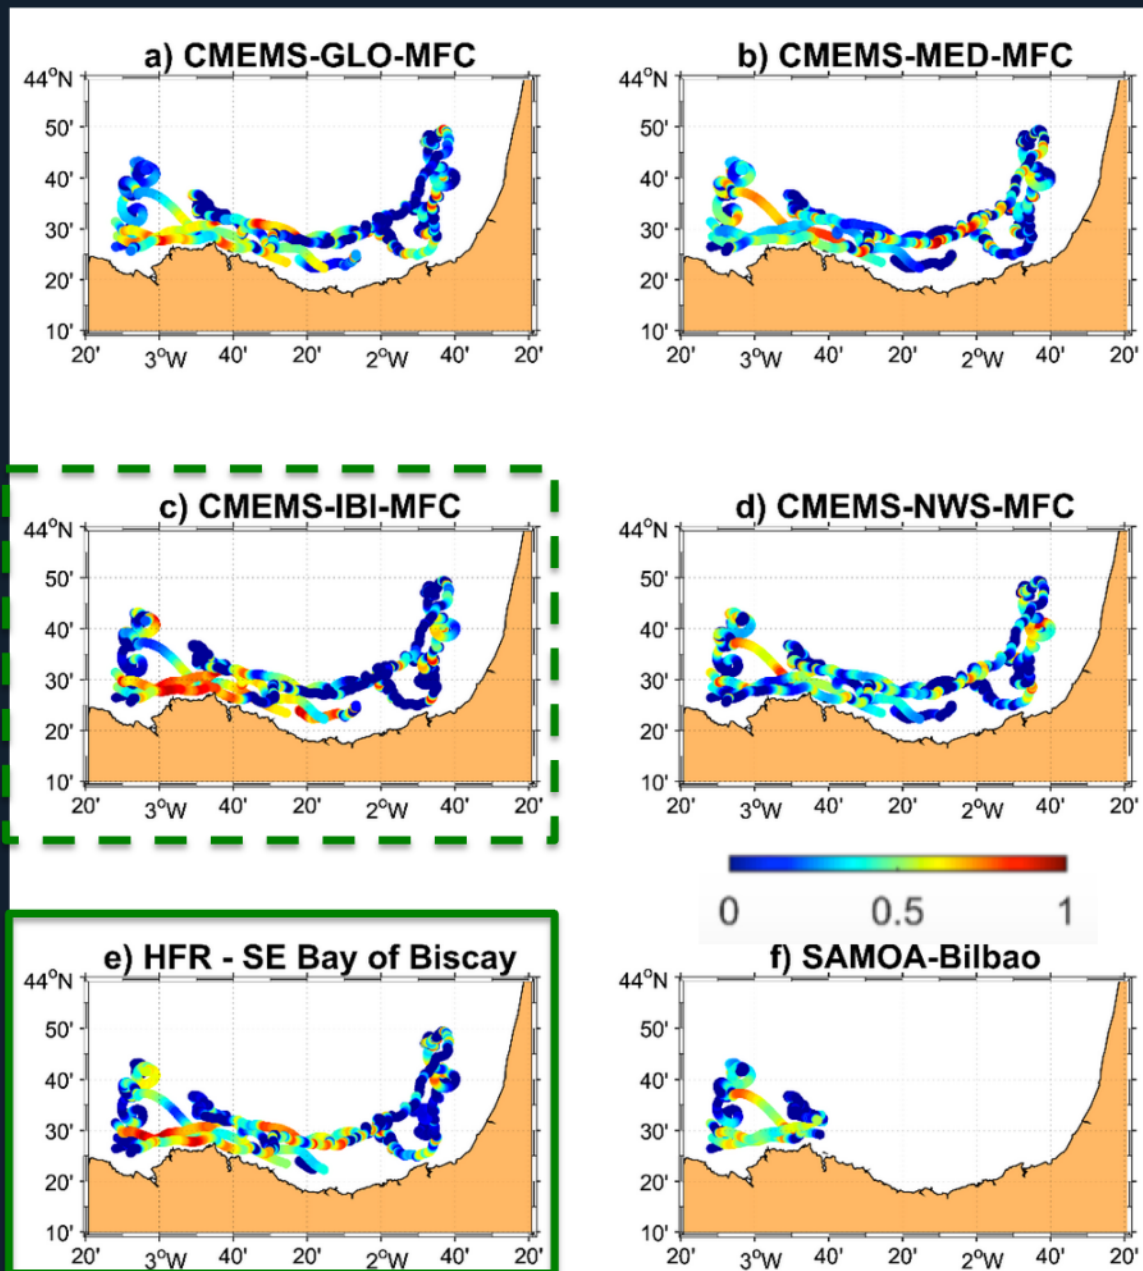 a) CMEMS-GLO-MFC
44°N
50'
40'
30'
20'
10'
20' 3°W 40' 20' 2°W 40' 20'
b) CMEMS-MED-MFC
44°N
50'
40'
30'
20'
10'
20' 3°W 40' 20' 2°W 40' 20'
c) CMEMS-IBI-MFC
44°N
50'
40'
30'
20'
10'
20' 3°W 40' 20' 2°W 40' 20'
d) CMEMS-NWS-MFC
44°N
50'
40'
30'
20'
10'
20' 3°W 40' 20' 2°W 40' 20'
0 0.5 1
e) HFR - SE Bay of Biscay
44°N
50'
40'
30'
20'
10'
20' 3°W 40' 20' 2°W 40' 20'
f) SAMOA-Bilbao
44°N
50'
40'
30'
20'
10'
20' 3°W 40' 20' 2°W 40' 20'